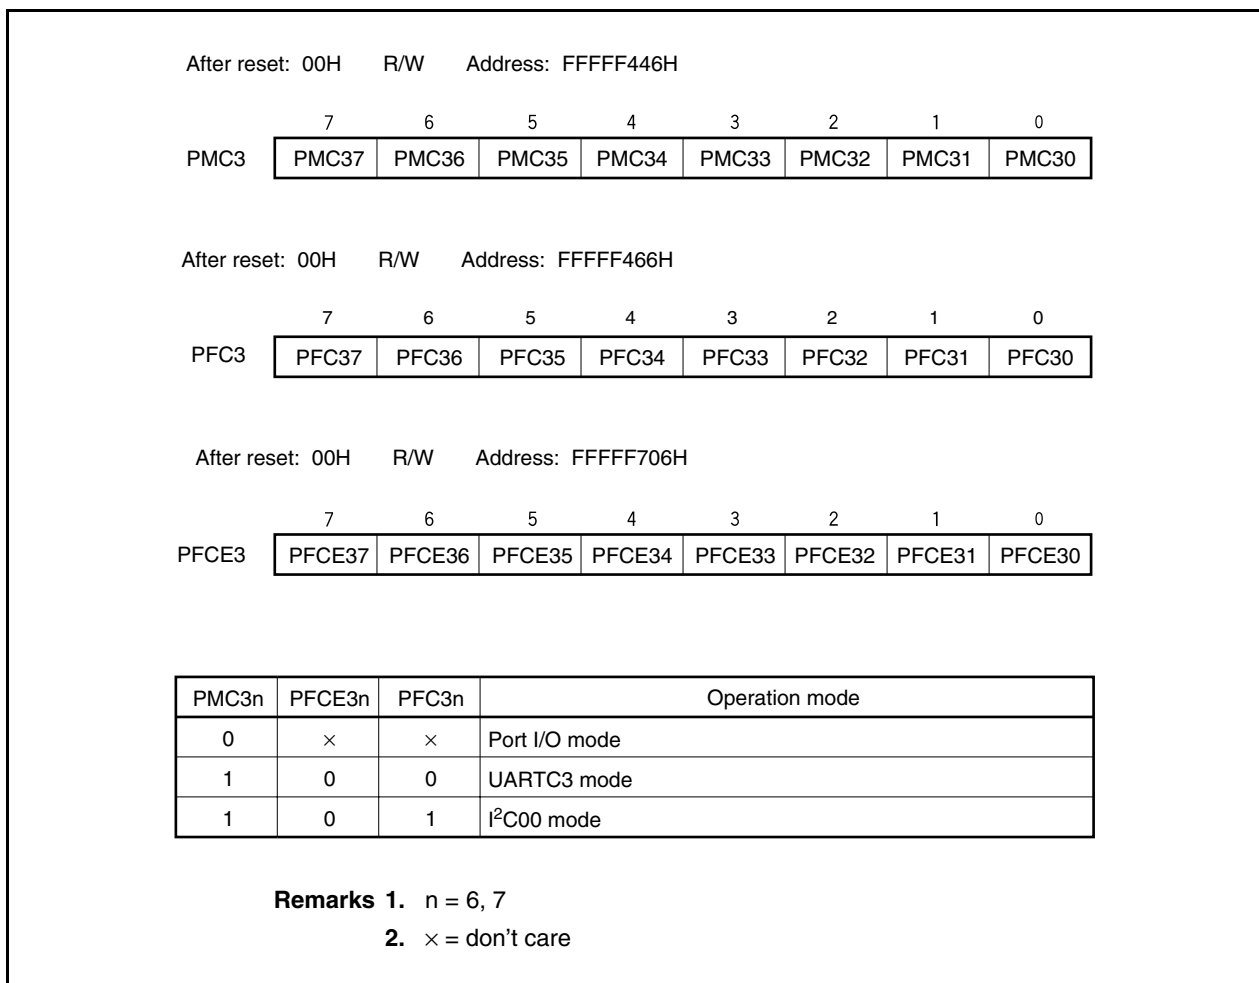 After reset: 00H R/W Address: FFFFF446H
7 6 5 4 3 2 1 0
PMC3 PMC37 PMC36 PMC35 PMC34 PMC33 PMC32 PMC31 PMC30
After reset: 00H R/W Address: FFFFF466H
7 6 5 4 3 2 1 0
PFC3 PFC37 PFC36 PFC35 PFC34 PFC33 PFC32 PFC31 PFC30
After reset: 00H R/W Address: FFFFF706H
7 6 5 4 3 2 1 0
PFCE3 PFCE37 PFCE36 PFCE35 PFCE34 PFCE33 PFCE32 PFCE31 PFCE30
PMC3n PFCE3n PFC3n Operation mode
0 × × Port I/O mode
1 0 0 UARTC3 mode
1 0 1 I²C00 mode
Remarks 1. n = 6, 7
2. × = don't care